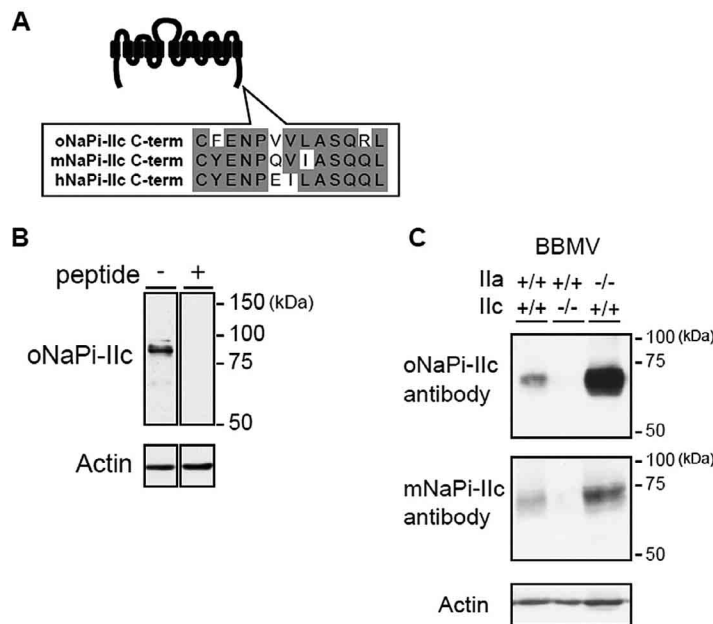 A
oNaPi-IIc C-term CFENPVVLASQRL
mNaPi-IIc C-term CYENPQVIASQQL
hNaPi-IIc C-term CYENPEILASQQL
B
peptide - +
150 (kDa)
100
oNaPi-IIc
75
50
Actin
C
BBMV
IIa +/+ +/+ -/-
IIc +/+ -/- +/+
100 (kDa)
75
oNaPi-IIc
antibody
50
100 (kDa)
75
mNaPi-IIc
antibody
50
Actin